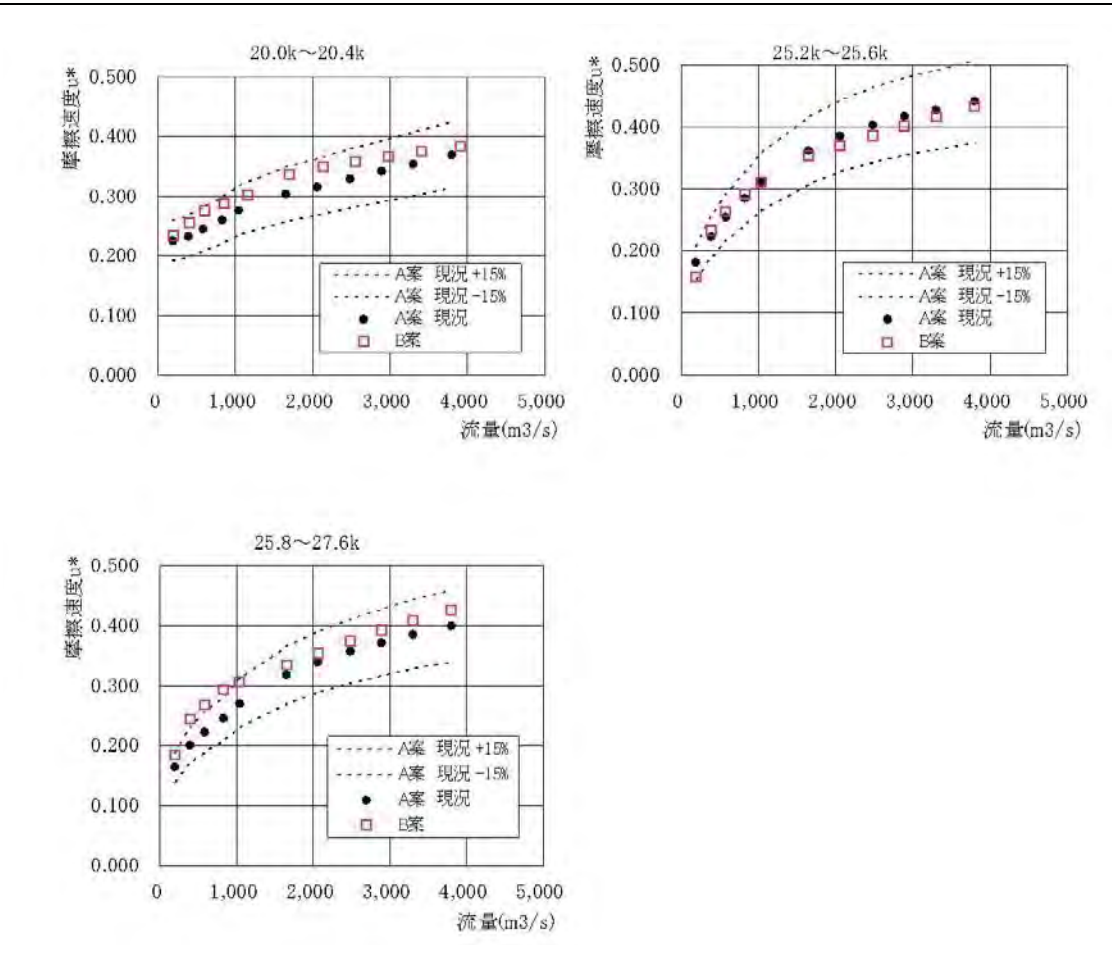 20.0k～20.4k
摩擦速度u*
0.500
0.400
0.300
0.200
0.100
0.000
A案 現況+15%
A案 現況-15%
A案 現況
B案
0 1,000 2,000 3,000 4,000 5,000
流量(m3/s)
25.2k～25.6k
摩擦速度u*
0.500
0.400
0.300
0.200
0.100
0.000
A案 現況+15%
A案 現況-15%
A案 現況
B案
0 1,000 2,000 3,000 4,000 5,000
流量(m3/s)
25.8～27.6k
摩擦速度u*
0.500
0.400
0.300
0.200
0.100
0.000
A案 現況+15%
A案 現況-15%
A案 現況
B案
0 1,000 2,000 3,000 4,000 5,000
流量(m3/s)